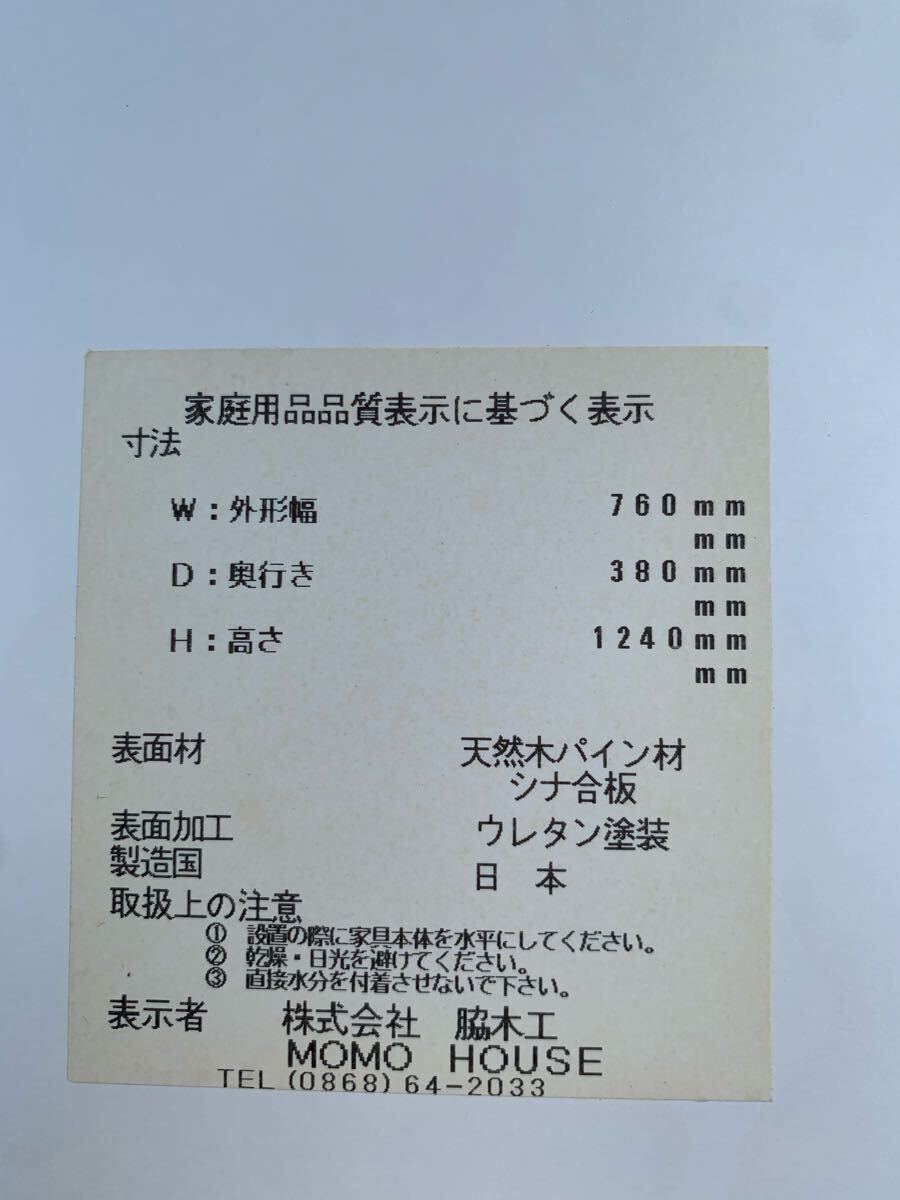 家庭用品品質表示に基づく表示
寸法
W：外形幅 760mm
mm
D：奥行き 380mm
mm
H：高さ 1240mm
mm
表面材 天然木パイン材
シナ合板
表面加工 ウレタン塗装
製造国 日 本
取扱上の注意
① 設置の際に家具本体を水平にしてください。
② 乾燥・日光を避けてください。
③ 直接水分を付着させないで下さい。
表示者 株式会社 脇木工
MOMO HOUSE
TEL (0868) 64-2033